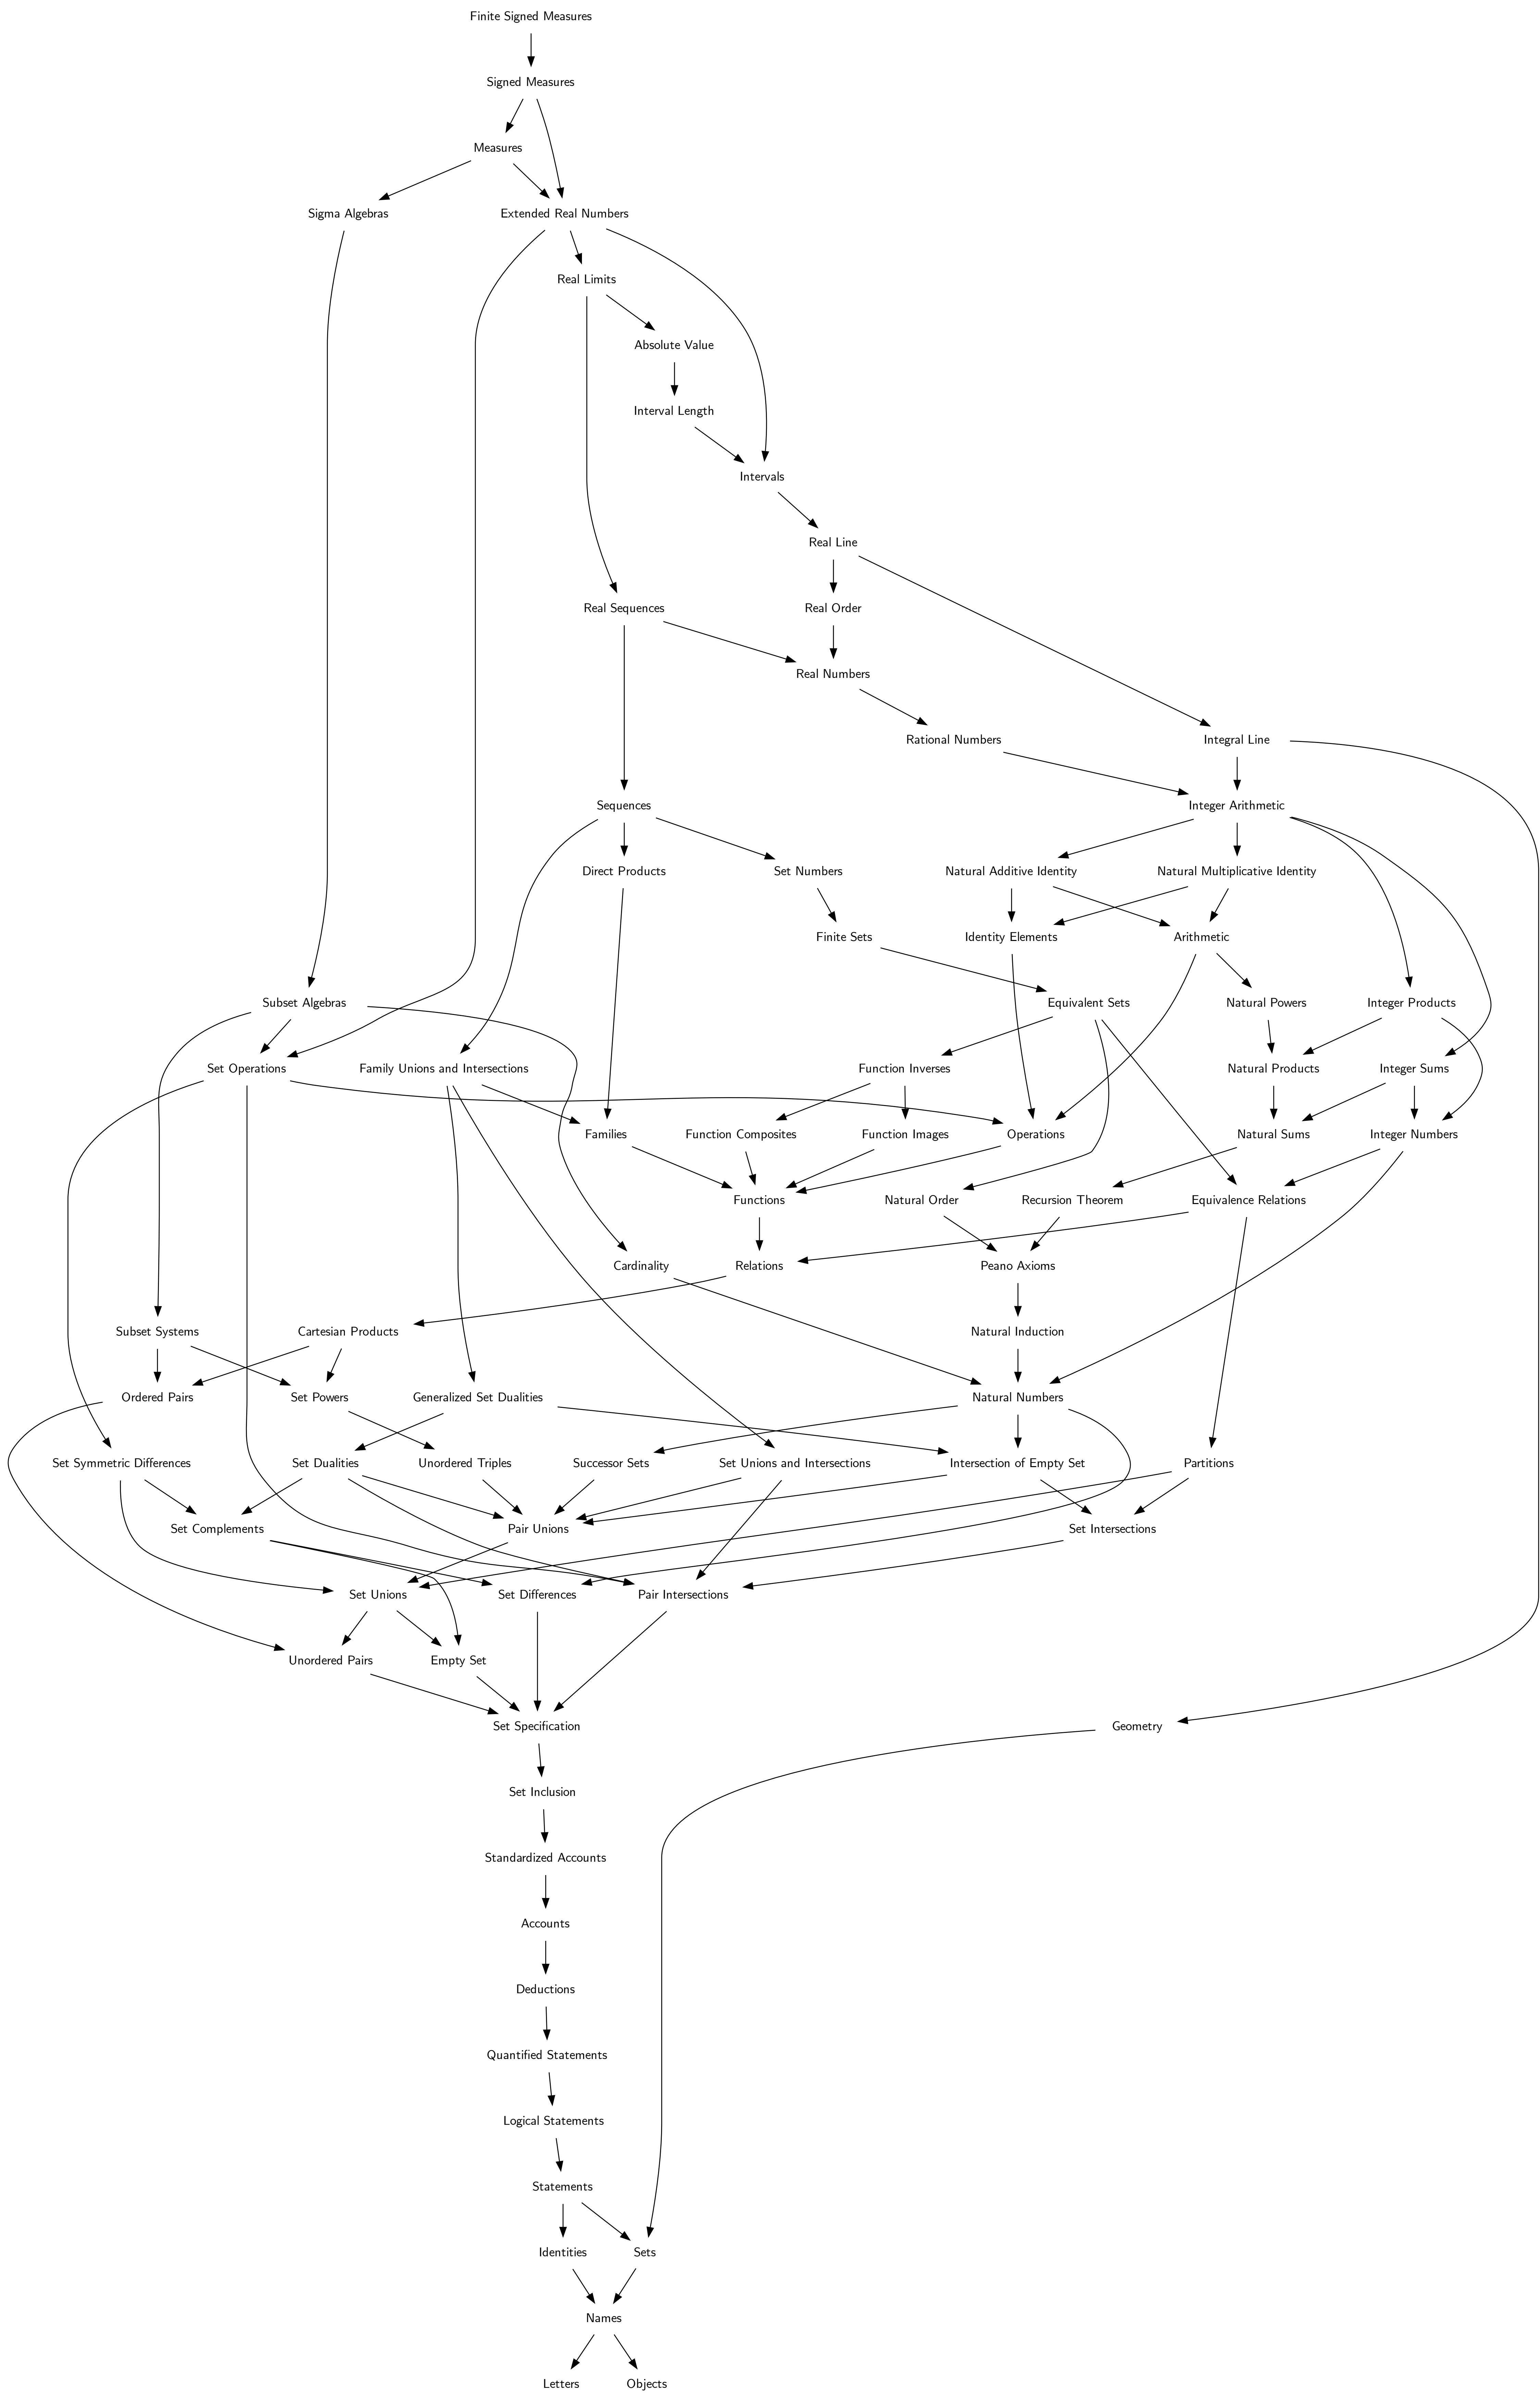 Finite Signed Measures
Signed Measures
Measures
Sigma Algebras
Extended Real Numbers
Real Limits
Absolute Value
Interval Length
Intervals
Real Line
Real Sequences
Real Order
Real Numbers
Rational Numbers
Integral Line
Sequences
Integer Arithmetic
Direct Products
Set Numbers
Natural Additive Identity
Natural Multiplicative Identity
Finite Sets
Identity Elements
Arithmetic
Subset Algebras
Equivalent Sets
Natural Powers
Integer Products
Set Operations
Family Unions and Intersections
Function Inverses
Natural Products
Integer Sums
Families
Function Composites
Function Images
Operations
Natural Sums
Integer Numbers
Functions
Natural Order
Recursion Theorem
Equivalence Relations
Cardinality
Relations
Peano Axioms
Subset Systems
Cartesian Products
Natural Induction
Ordered Pairs
Set Powers
Generalized Set Dualities
Natural Numbers
Set Symmetric Differences
Set Dualities
Unordered Triples
Successor Sets
Set Unions and Intersections
Intersection of Empty Set
Partitions
Set Complements
Pair Unions
Set Intersections
Set Unions
Set Differences
Pair Intersections
Unordered Pairs
Empty Set
Set Specification
Geometry
Set Inclusion
Standardized Accounts
Accounts
Deductions
Quantified Statements
Logical Statements
Statements
Identities
Sets
Names
Letters
Objects